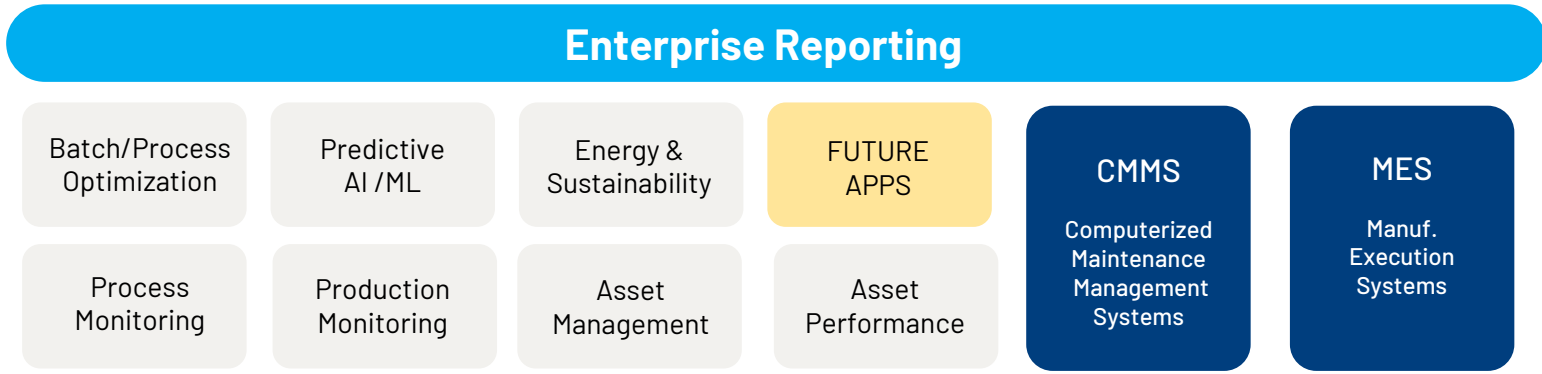 Enterprise Reporting
Batch/Process
Optimization
Predictive
AI /ML
Energy &
Sustainability
FUTURE
APPS
CMMS
Computerized
Maintenance
Management
Systems
MES
Manuf.
Execution
Systems
Process
Monitoring
Production
Monitoring
Asset
Management
Asset
Performance